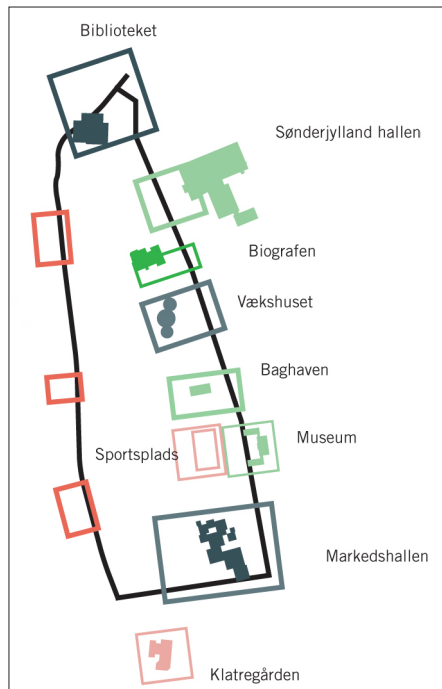 Biblioteket
Sønderjylland hallen
Biografen
Vækshuset
Baghaven
Museum
Sportsplads
Markedshallen
Klatregården